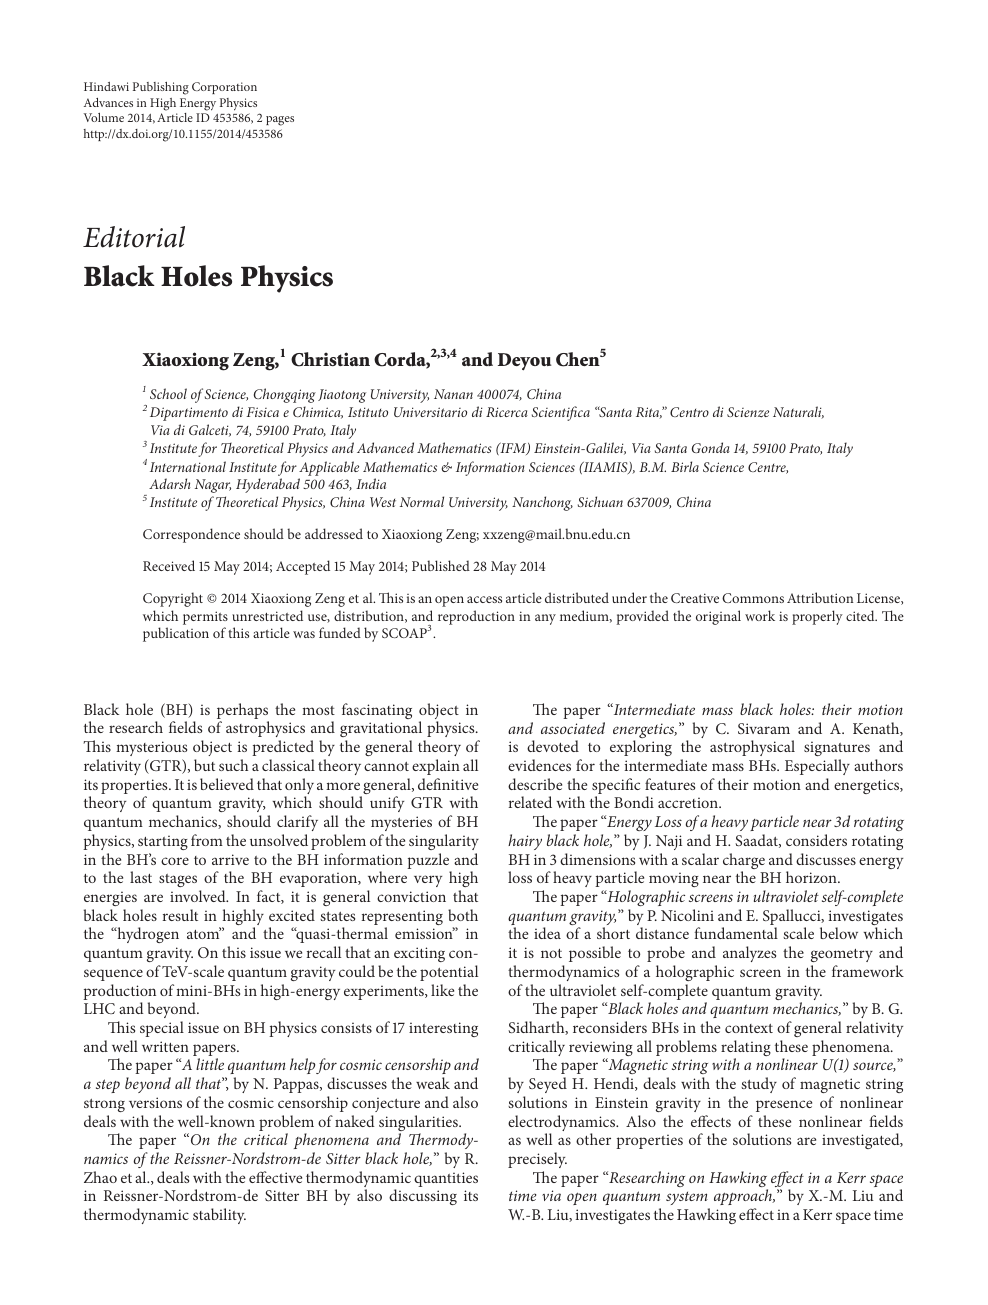 Hindawi Publishing Corporation
Advances in High Energy Physics
Volume 2014, Article ID 453586, 2 pages
http://dx.doi.org/10.1155/2014/453586
Editorial
Black Holes Physics
Xiaoxiong Zeng,1 Christian Corda,2,3,4 and Deyou Chen5
1 School of Science, Chongqing Jiaotong University, Nanan 400074, China
2 Dipartimento di Fisica e Chimica, Istituto Universitario di Ricerca Scientifica “Santa Rita,” Centro di Scienze Naturali,
Via di Galceti, 74, 59100 Prato, Italy
3 Institute for Theoretical Physics and Advanced Mathematics (IFM) Einstein-Galilei, Via Santa Gonda 14, 59100 Prato, Italy
4 International Institute for Applicable Mathematics & Information Sciences (IIAMIS), B.M. Birla Science Centre,
Adarsh Nagar, Hyderabad 500 463, India
5 Institute of Theoretical Physics, China West Normal University, Nanchong, Sichuan 637009, China
Correspondence should be addressed to Xiaoxiong Zeng; xxzeng@mail.bnu.edu.cn
Received 15 May 2014; Accepted 15 May 2014; Published 28 May 2014
Copyright © 2014 Xiaoxiong Zeng et al. This is an open access article distributed under the Creative Commons Attribution License,
which permits unrestricted use, distribution, and reproduction in any medium, provided the original work is properly cited. The
publication of this article was funded by SCOAP3.
Black hole (BH) is perhaps the most fascinating object in
the research fields of astrophysics and gravitational physics.
This mysterious object is predicted by the general theory of
relativity (GTR), but such a classical theory cannot explain all
its properties. It is believed that only a more general, definitive
theory of quantum gravity, which should unify GTR with
quantum mechanics, should clarify all the mysteries of BH
physics, starting from the unsolved problem of the singularity
in the BH’s core to arrive to the BH information puzzle and
to the last stages of the BH evaporation, where very high
energies are involved. In fact, it is general conviction that
black holes result in highly excited states representing both
the “hydrogen atom” and the “quasi-thermal emission” in
quantum gravity. On this issue we recall that an exciting con-
sequence of TeV-scale quantum gravity could be the potential
production of mini-BHs in high-energy experiments, like the
LHC and beyond.
This special issue on BH physics consists of 17 interesting
and well written papers.
The paper “A little quantum help for cosmic censorship and
a step beyond all that”, by N. Pappas, discusses the weak and
strong versions of the cosmic censorship conjecture and also
deals with the well-known problem of naked singularities.
The paper “On the critical phenomena and Thermody-
namics of the Reissner-Nordstrom-de Sitter black hole,” by R.
Zhao et al., deals with the effective thermodynamic quantities
in Reissner-Nordstrom-de Sitter BH by also discussing its
thermodynamic stability.
The paper “Intermediate mass black holes: their motion
and associated energetics,” by C. Sivaram and A. Kenath,
is devoted to exploring the astrophysical signatures and
evidences for the intermediate mass BHs. Especially authors
describe the specific features of their motion and energetics,
related with the Bondi accretion.
The paper “Energy Loss of a heavy particle near 3d rotating
hairy black hole,” by J. Naji and H. Saadat, considers rotating
BH in 3 dimensions with a scalar charge and discusses energy
loss of heavy particle moving near the BH horizon.
The paper “Holographic screens in ultraviolet self-complete
quantum gravity,” by P. Nicolini and E. Spallucci, investigates
the idea of a short distance fundamental scale below which
it is not possible to probe and analyzes the geometry and
thermodynamics of a holographic screen in the framework
of the ultraviolet self-complete quantum gravity.
The paper “Black holes and quantum mechanics,” by B. G.
Sidharth, reconsiders BHs in the context of general relativity
critically reviewing all problems relating these phenomena.
The paper “Magnetic string with a nonlinear U(1) source,”
by Seyed H. Hendi, deals with the study of magnetic string
solutions in Einstein gravity in the presence of nonlinear
electrodynamics. Also the effects of these nonlinear fields
as well as other properties of the solutions are investigated,
precisely.
The paper “Researching on Hawking effect in a Kerr space
time via open quantum system approach,” by X.-M. Liu and
W.-B. Liu, investigates the Hawking effect in a Kerr space time